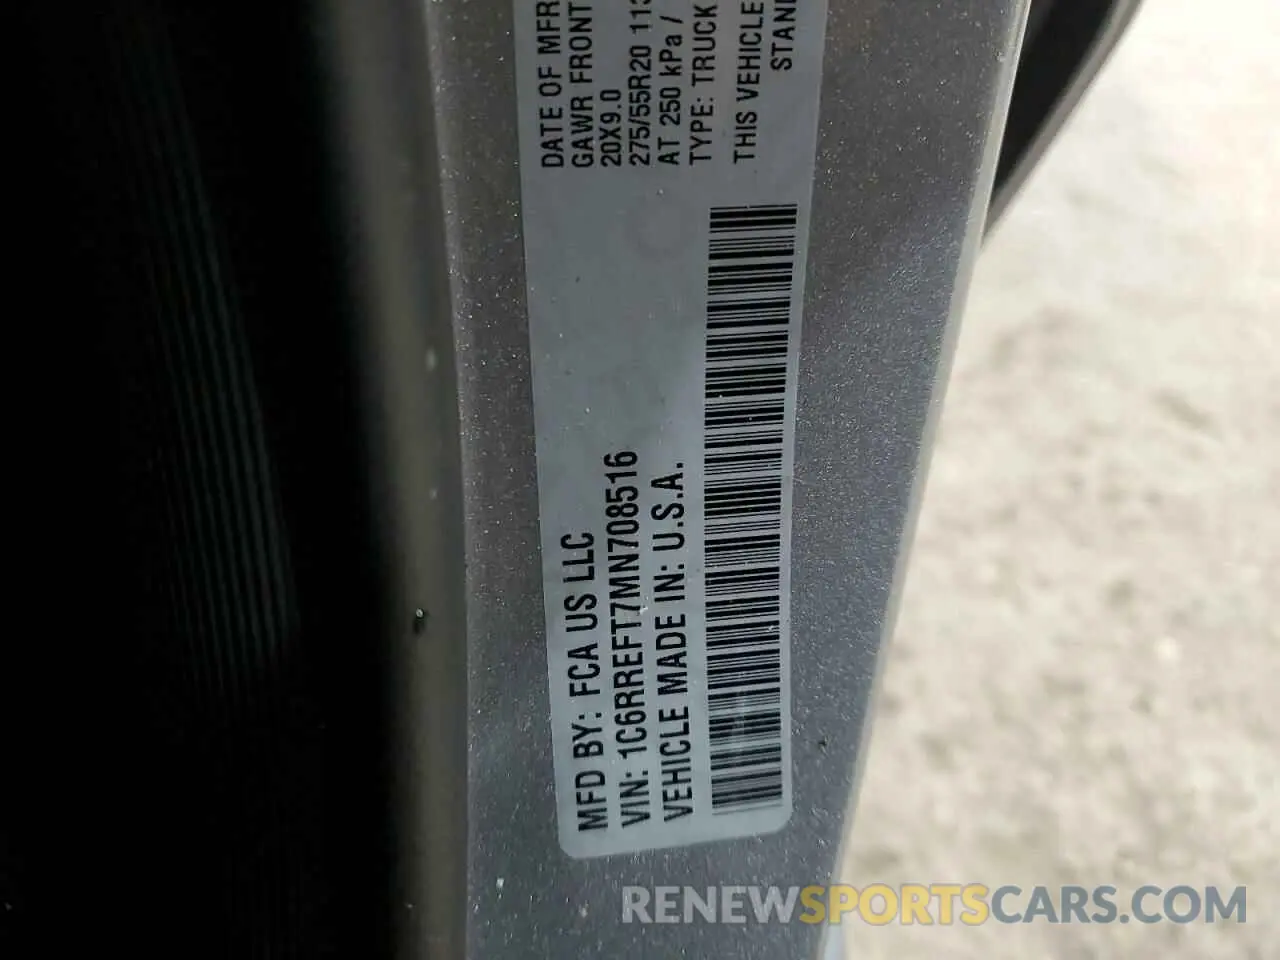 MFD BY: FCA US LLC
VIN: 1C6RREFT7MN708516
VEHICLE MADE IN: U.S.A.
DATE OF MFR
GAWR FRONT
20X9.0
275/55R20 113
AT 250 kPa /
TYPE: TRUCK
THIS VEHICLE
RENEWSPORTSCARS.COM